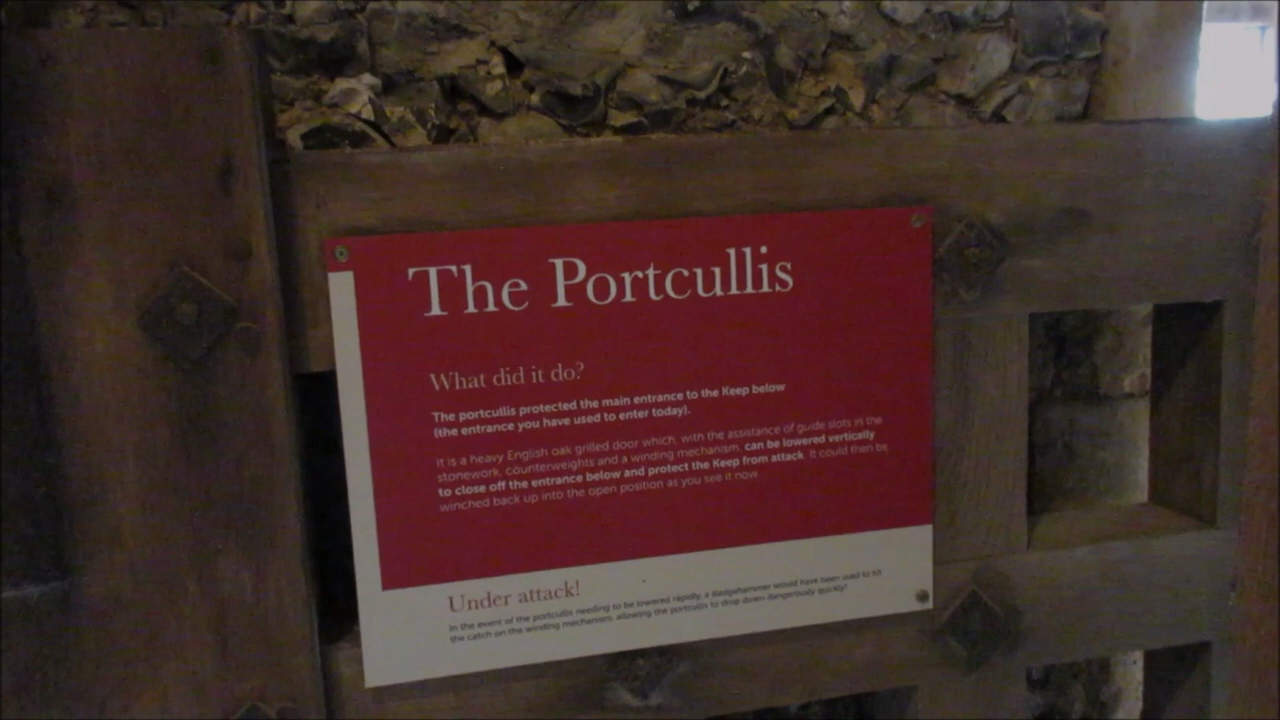 The Portcullis
What did it do?
The portcullis protected the main entrance to the Keep below
(the entrance you have used to enter today).
It is a heavy English oak grilled door which, with the assistance of guide slots in the
stonework, counterweights and a winding mechanism, can be lowered vertically
to close off the entrance below and protect the Keep from attack. It could then be
winched back up into the open position as you see it now.
Under attack!
In the event of the portcullis needing to be lowered rapidly, a sledgehammer would have been used to hit
the catch on the winding mechanism, allowing the portcullis to drop down dangerously quickly!